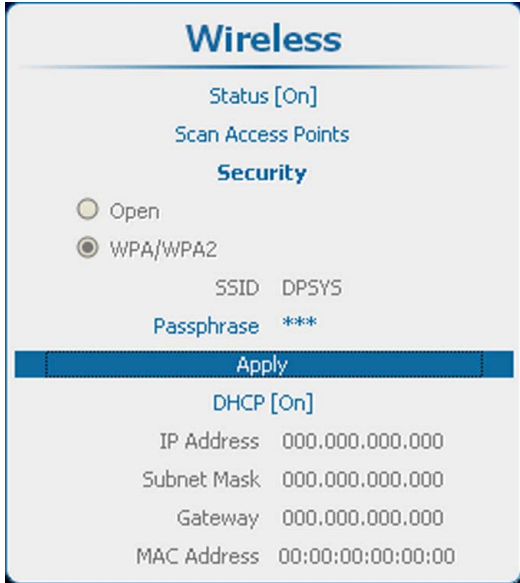 Wireless
Status [On]
Scan Access Points
Security
Open
WPA/WPA2
SSID DPSYS
Passphrase ***
Apply
DHCP [On]
IP Address 000.000.000.000
Subnet Mask 000.000.000.000
Gateway 000.000.000.000
MAC Address 00:00:00:00:00:00